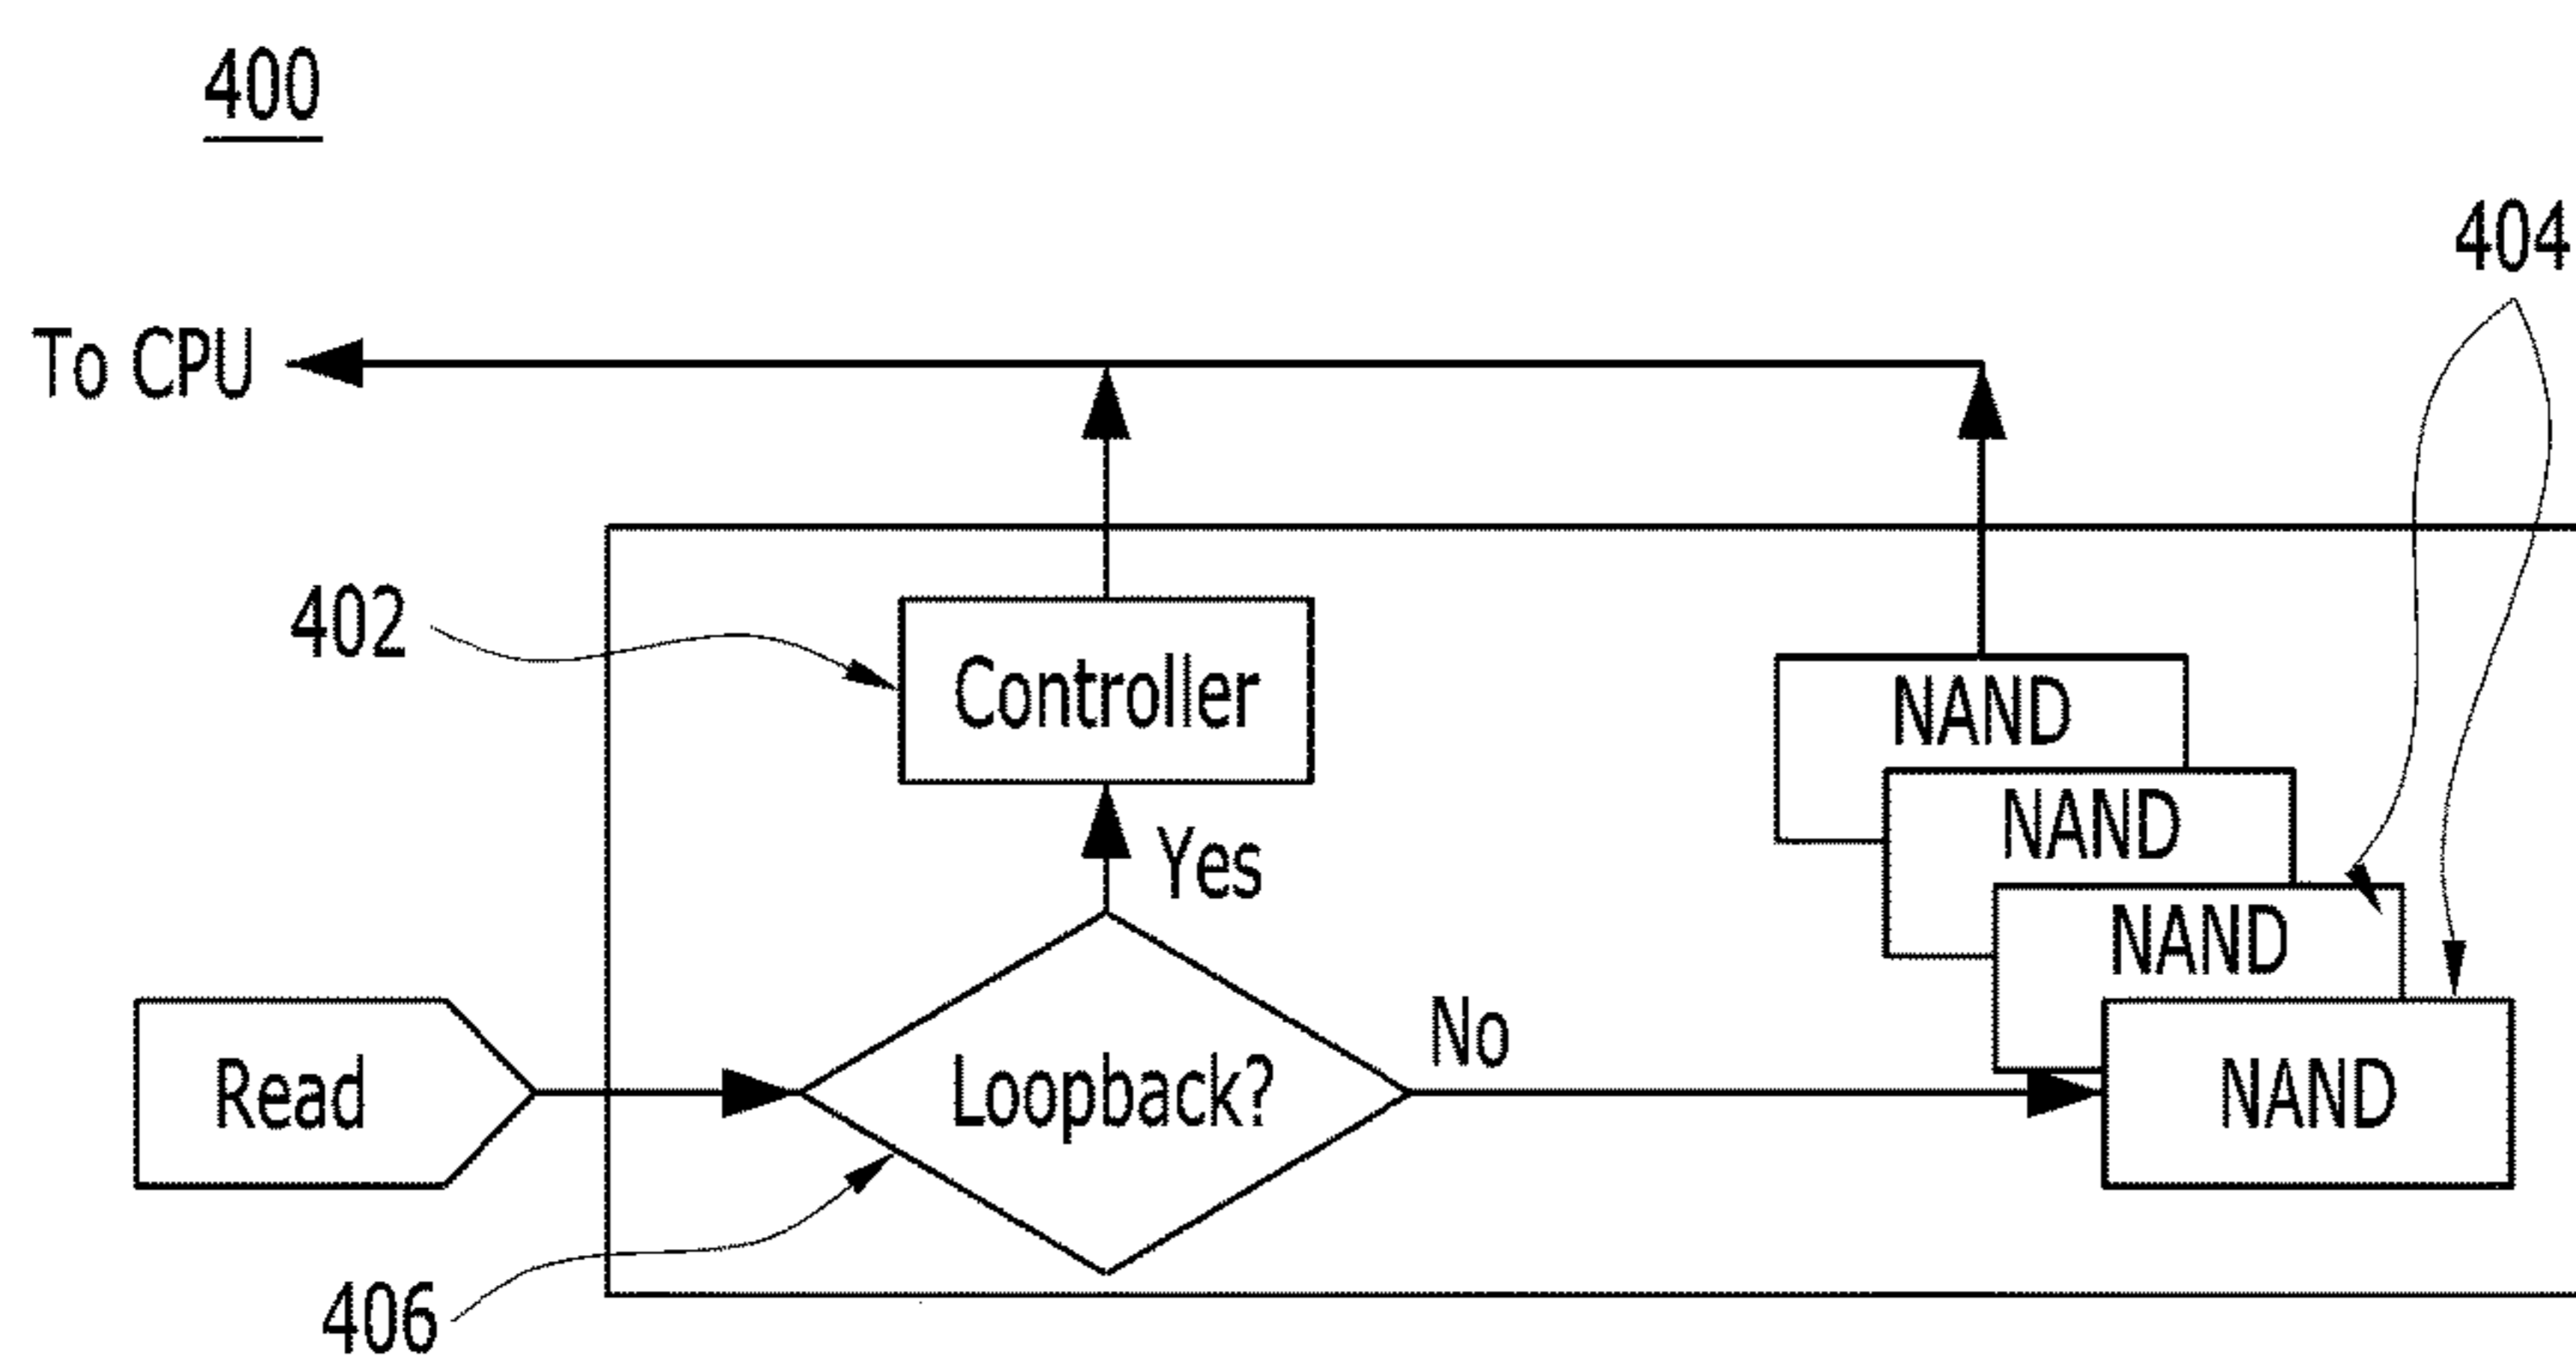 400
404
To CPU
402
Controller
NAND
NAND
Yes
NAND
No
Read
Loopback?
NAND
406